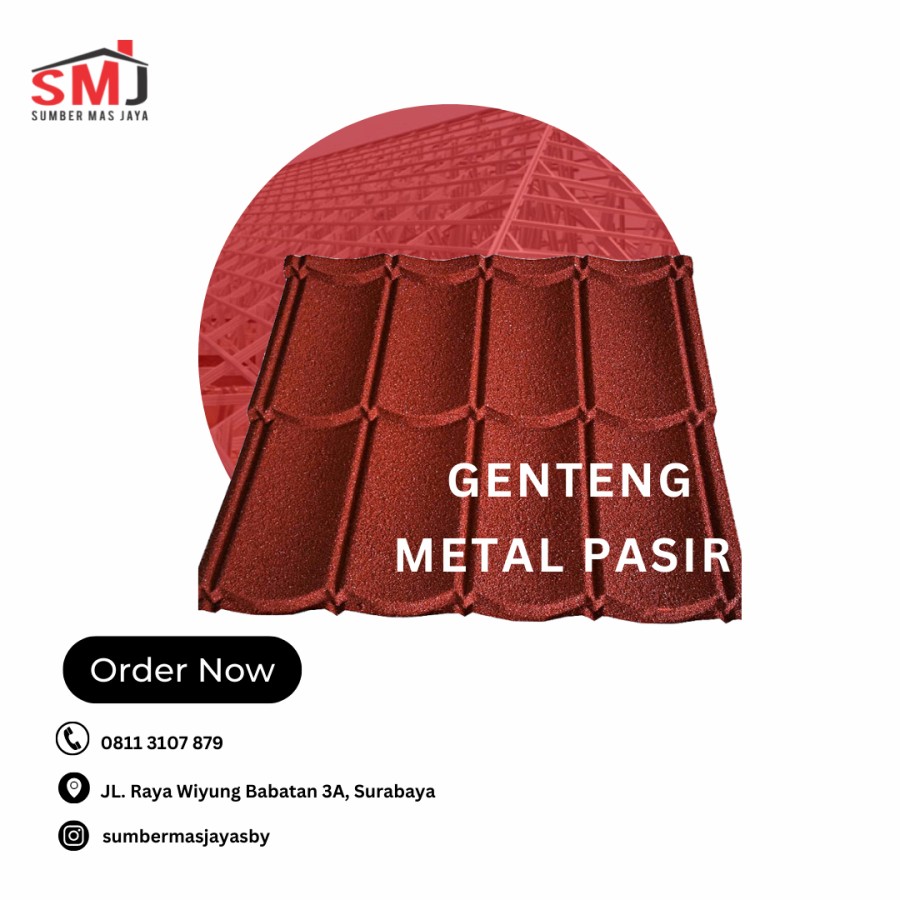 SMJ
SUMBER MAS JAYA
GENTENG
METAL PASIR
Order Now
0811 3107 879
JL. Raya Wiyung Babatan 3A, Surabaya
sumbermasjayasby